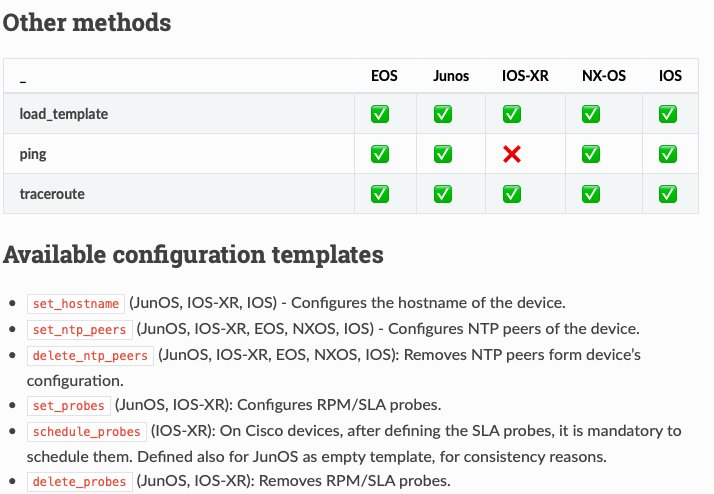 Other methods
_ EOS Junos IOS-XR NX-OS IOS
load_template ✅ ✅ ✅ ✅ ✅
ping ✅ ✅ ❌ ✅ ✅
traceroute ✅ ✅ ✅ ✅ ✅
Available configuration templates
• set_hostname (JunOS, IOS-XR, IOS) - Configures the hostname of the device.
• set_ntp_peers (JunOS, IOS-XR, EOS, NXOS, IOS) - Configures NTP peers of the device.
• delete_ntp_peers (JunOS, IOS-XR, EOS, NXOS, IOS): Removes NTP peers form device’s
configuration.
• set_probes (JunOS, IOS-XR): Configures RPM/SLA probes.
• schedule_probes (IOS-XR): On Cisco devices, after defining the SLA probes, it is mandatory to
schedule them. Defined also for JunOS as empty template, for consistency reasons.
• delete_probes (JunOS, IOS-XR): Removes RPM/SLA probes.